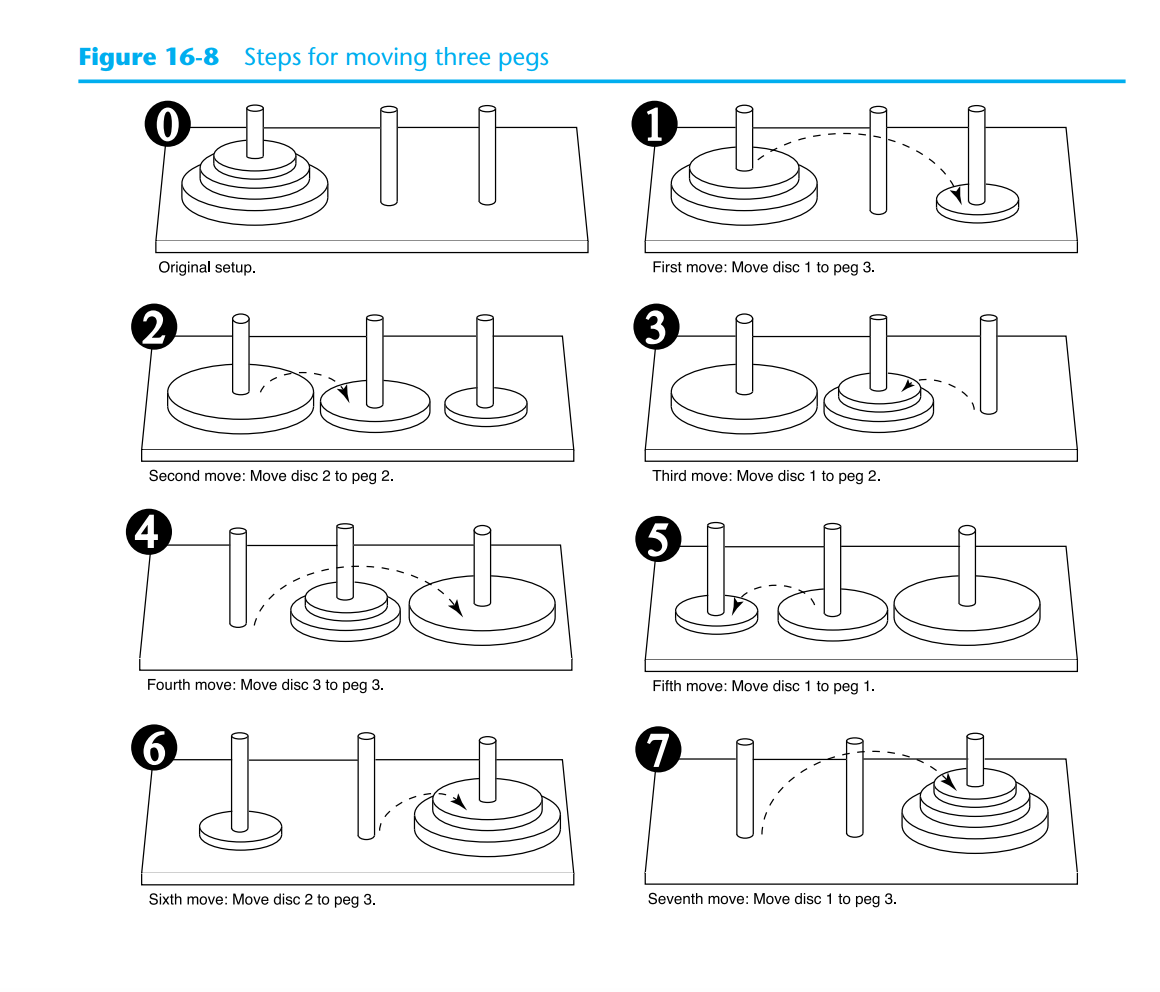 Figure 16-8 Steps for moving three pegs
0
1
Original setup.
First move: Move disc 1 to peg 3.
2
3
Second move: Move disc 2 to peg 2.
Third move: Move disc 1 to peg 2.
4
5
Fourth move: Move disc 3 to peg 3.
Fifth move: Move disc 1 to peg 1.
6
7
Sixth move: Move disc 2 to peg 3.
Seventh move: Move disc 1 to peg 3.